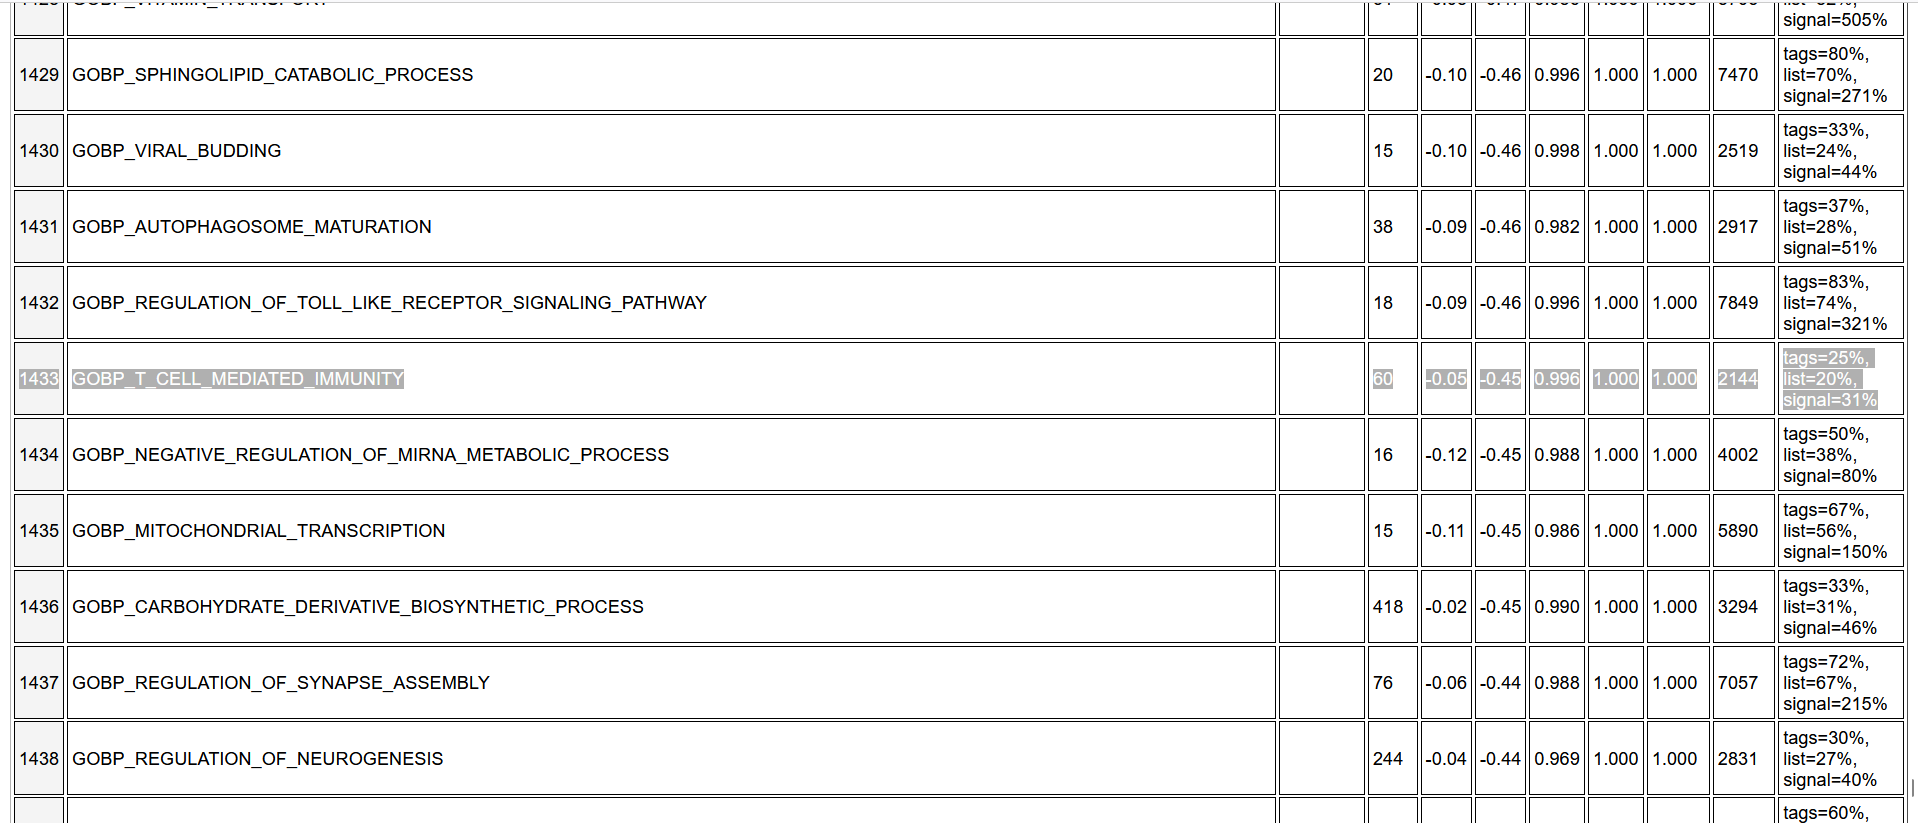 signal=505%
1429 GOBP_SPHINGOLIPID_CATABOLIC_PROCESS 20 -0.10 -0.46 0.996 1.000 1.000 7470 tags=80%,
list=70%,
signal=271%
1430 GOBP_VIRAL_BUDDING 15 -0.10 -0.46 0.998 1.000 1.000 2519 tags=33%,
list=24%,
signal=44%
1431 GOBP_AUTOPHAGOSOME_MATURATION 38 -0.09 -0.46 0.982 1.000 1.000 2917 tags=37%,
list=28%,
signal=51%
1432 GOBP_REGULATION_OF_TOLL_LIKE_RECEPTOR_SIGNALING_PATHWAY 18 -0.09 -0.46 0.996 1.000 1.000 7849 tags=83%,
list=74%,
signal=321%
1433 GOBP_T_CELL_MEDIATED_IMMUNITY 60 -0.05 -0.45 0.996 1.000 1.000 2144 tags=25%,
list=20%,
signal=31%
1434 GOBP_NEGATIVE_REGULATION_OF_MIRNA_METABOLIC_PROCESS 16 -0.12 -0.45 0.988 1.000 1.000 4002 tags=50%,
list=38%,
signal=80%
1435 GOBP_MITOCHONDRIAL_TRANSCRIPTION 15 -0.11 -0.45 0.986 1.000 1.000 5890 tags=67%,
list=56%,
signal=150%
1436 GOBP_CARBOHYDRATE_DERIVATIVE_BIOSYNTHETIC_PROCESS 418 -0.02 -0.45 0.990 1.000 1.000 3294 tags=33%,
list=31%,
signal=46%
1437 GOBP_REGULATION_OF_SYNAPSE_ASSEMBLY 76 -0.06 -0.44 0.988 1.000 1.000 7057 tags=72%,
list=67%,
signal=215%
1438 GOBP_REGULATION_OF_NEUROGENESIS 244 -0.04 -0.44 0.969 1.000 1.000 2831 tags=30%,
list=27%,
signal=40%
tags=60%,